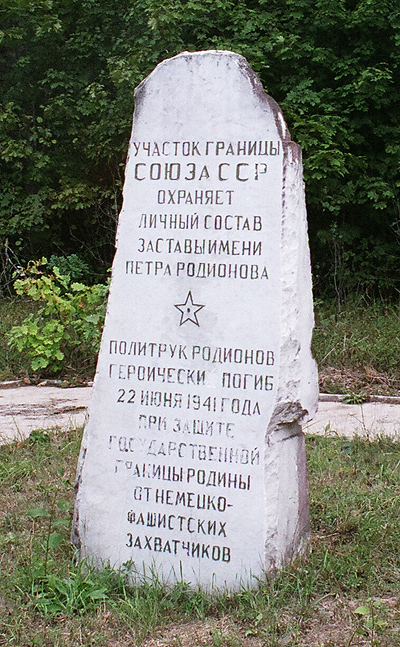 УЧАСТОК ГРАНИЦЫ
СОЮЗА ССР
ОХРАНЯЕТ
ЛИЧНЫЙ СОСТАВ
ЗАСТАВЫ ИМЕНИ
ПЕТРА РОДИОНОВА
ПОЛИТРУК РОДИОНОВ
ГЕРОИЧЕСКИ ПОГИБ
22 ИЮНЯ 1941 ГОДА
ПРИ ЗАЩИТЕ
ГОСУДАРСТВЕННОЙ
ГРАНИЦЫ РОДИНЫ
ОТ НЕМЕЦКО-
ФАШИСТСКИХ
ЗАХВАТЧИКОВ